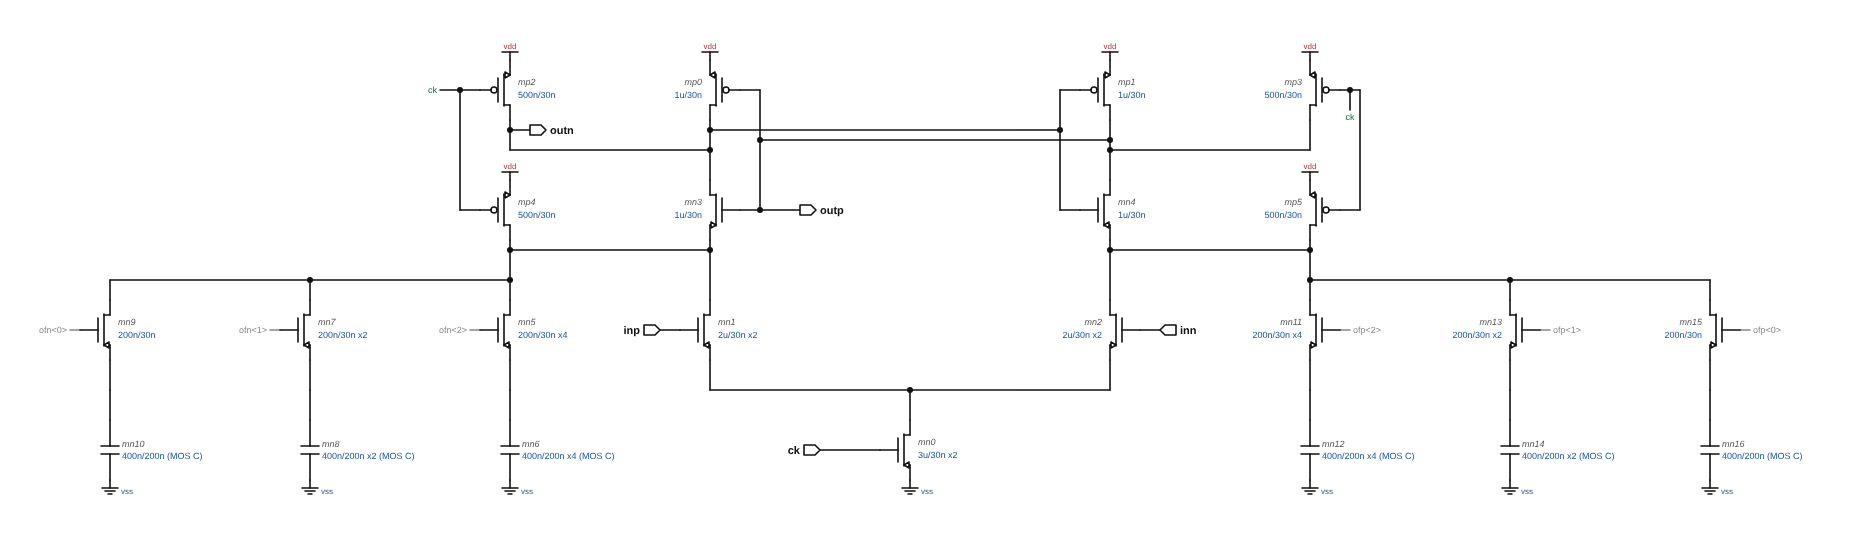 vdd
vdd
vdd
vdd
ck
mp2
500n/30n
mp0
1u/30n
mp1
1u/30n
mp3
500n/30n
ck
outn
vdd
vdd
mp4
500n/30n
mn3
1u/30n
outp
mn4
1u/30n
mp5
500n/30n
ofn<0>
mn9
200n/30n
ofn<1>
mn7
200n/30n x2
ofn<2>
mn5
200n/30n x4
inp
mn1
2u/30n x2
mn2
2u/30n x2
inn
mn11
200n/30n x4
ofp<2>
mn13
200n/30n x2
ofp<1>
mn15
200n/30n
ofp<0>
mn10
400n/200n (MOS C)
mn8
400n/200n x2 (MOS C)
mn6
400n/200n x4 (MOS C)
ck
mn0
3u/30n x2
mn12
400n/200n x4 (MOS C)
mn14
400n/200n x2 (MOS C)
mn16
400n/200n (MOS C)
vss
vss
vss
vss
vss
vss
vss